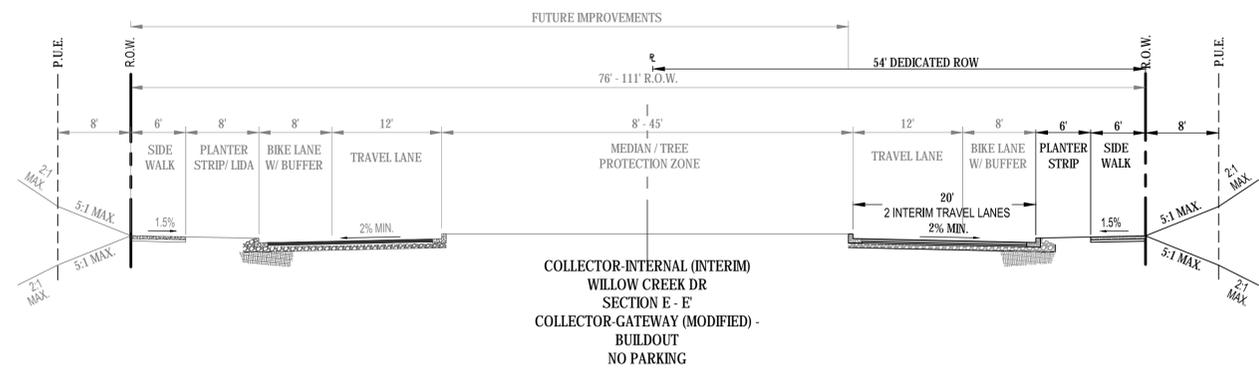 FUTURE IMPROVEMENTS
P.U.E.
R.O.W.
℄
54' DEDICATED ROW
R.O.W.
P.U.E.
76' - 111' R.O.W.
8'
6'
8'
8'
12'
8' - 45'
12'
8'
6'
6'
8'
SIDE
WALK
PLANTER
STRIP/ LIDA
BIKE LANE
W/ BUFFER
TRAVEL LANE
MEDIAN / TREE
PROTECTION ZONE
TRAVEL LANE
BIKE LANE
W/ BUFFER
PLANTER
STRIP
SIDE
WALK
2:1
MAX.
5:1 MAX.
5:1 MAX.
2:1
MAX.
1.5%
2% MIN.
20'
2 INTERIM TRAVEL LANES
2% MIN.
1.5%
2:1
MAX.
5:1 MAX.
5:1 MAX.
2:1
MAX.
COLLECTOR-INTERNAL (INTERIM)
WILLOW CREEK DR
SECTION E - E'
COLLECTOR-GATEWAY (MODIFIED) -
BUILDOUT
NO PARKING